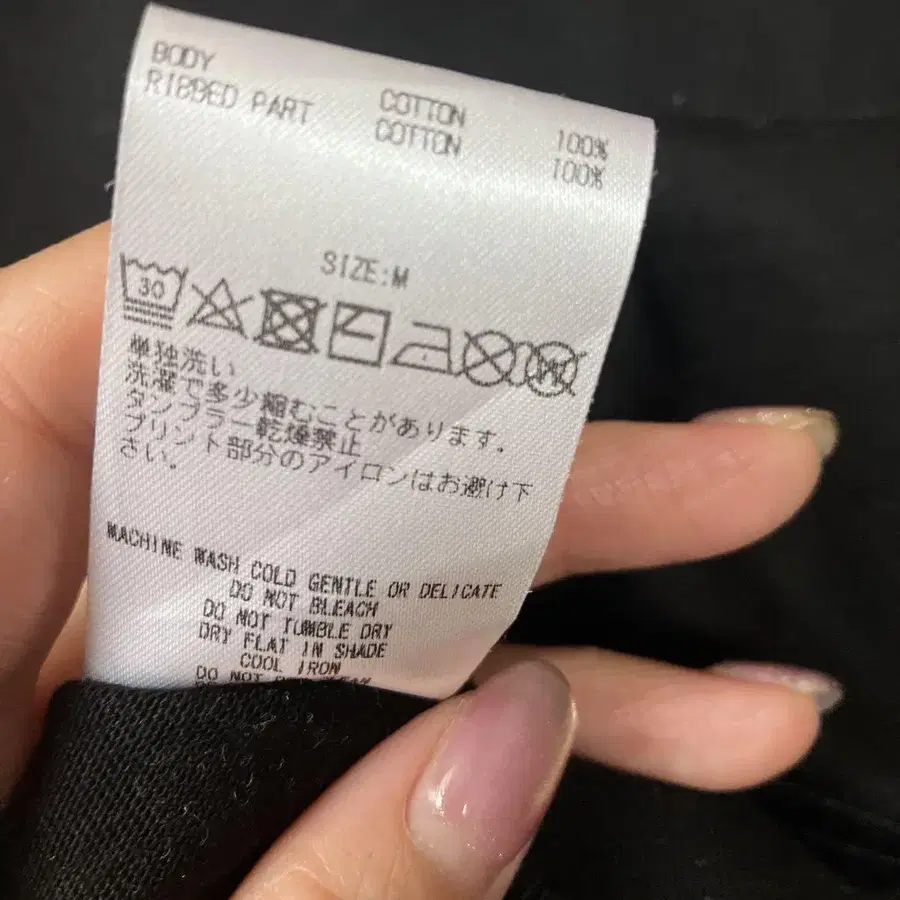 BODY COTTON 100%
RIBBED PART COTTON 100%
SIZE:M
30
単独洗い
洗濯で多少縮むことがあります。
タンブラー乾燥禁止
プリント部分のアイロンはお避け下
さい。
MACHINE WASH COLD GENTLE OR DELICATE
DO NOT BLEACH
DO NOT TUMBLE DRY
DRY FLAT IN SHADE
COOL IRON
DO NOT